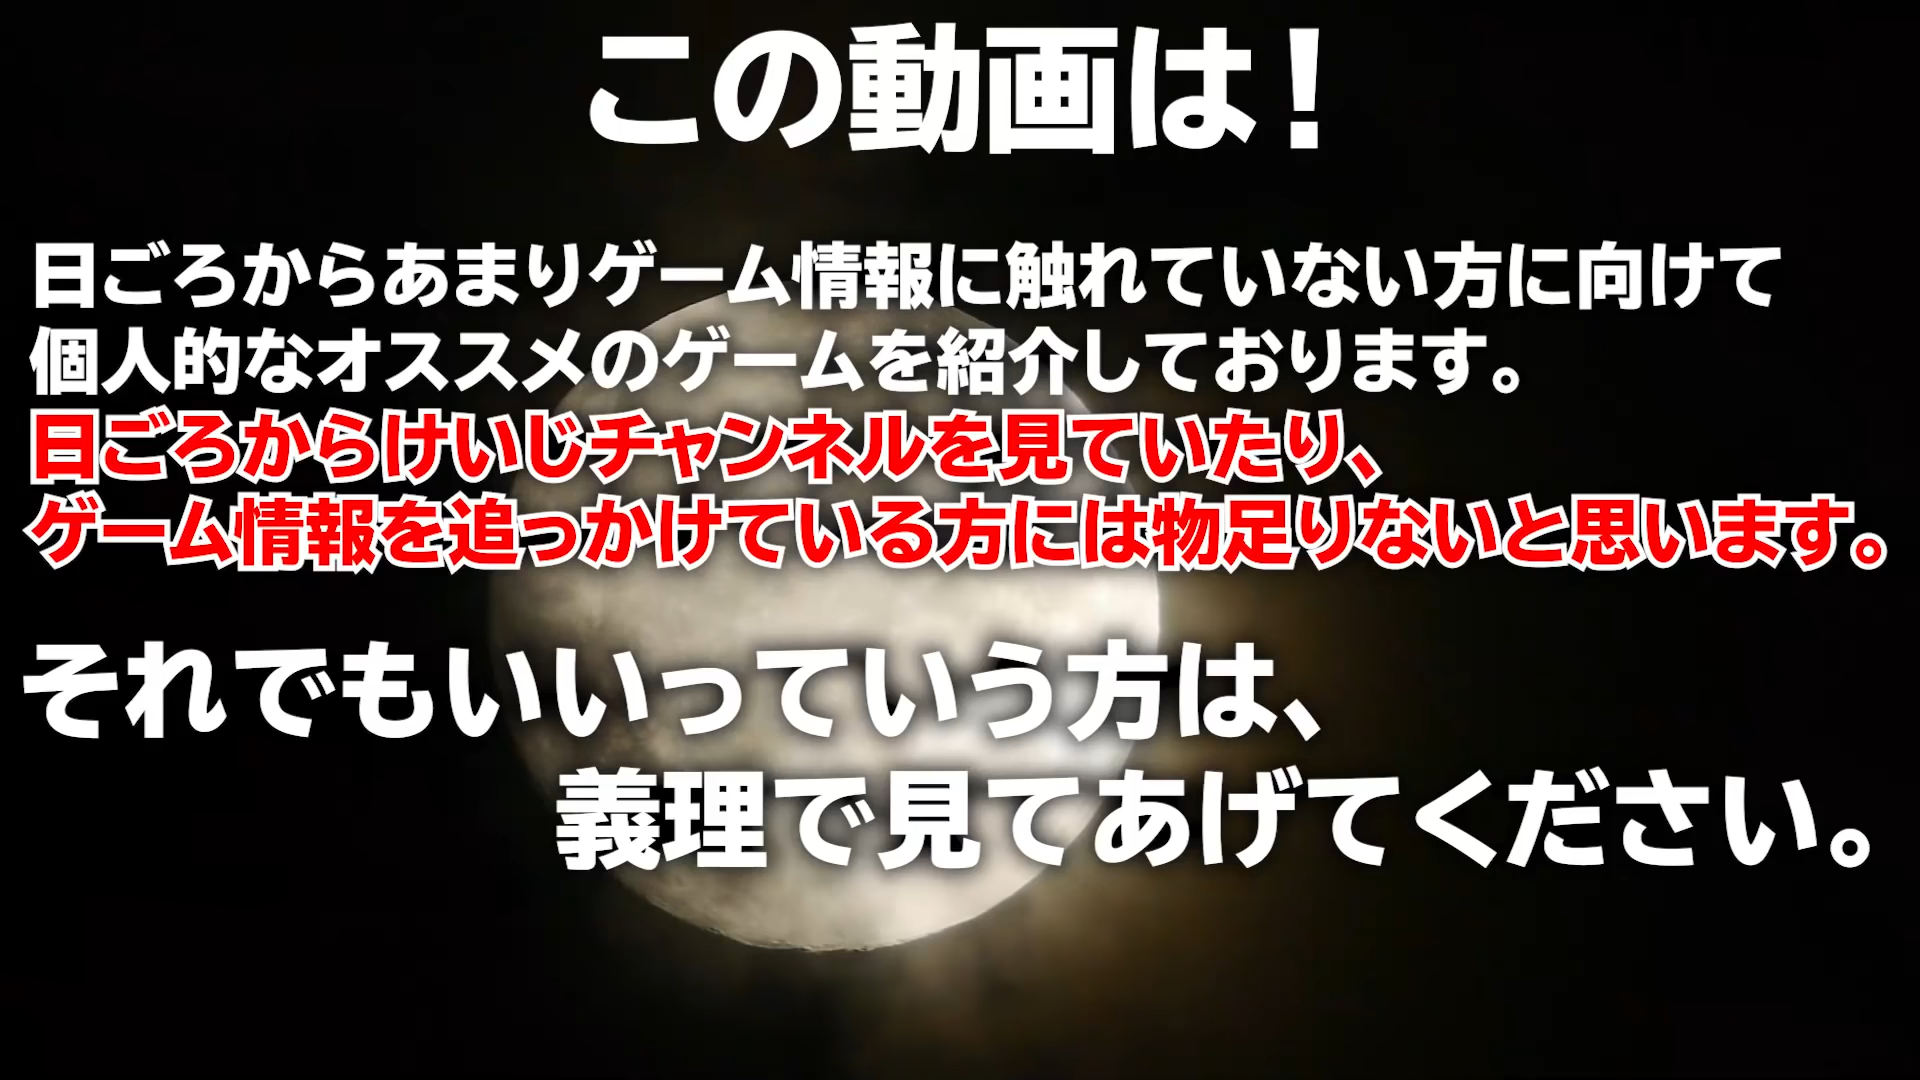 この動画は！
日ごろからあまりゲーム情報に触れていない方に向けて
個人的なオススメのゲームを紹介しております。
日ごろからけいじチャンネルを見ていたり、
ゲーム情報を追っかけている方には物足りないと思います。
それでもいいっていう方は、
義理で見てあげてください。